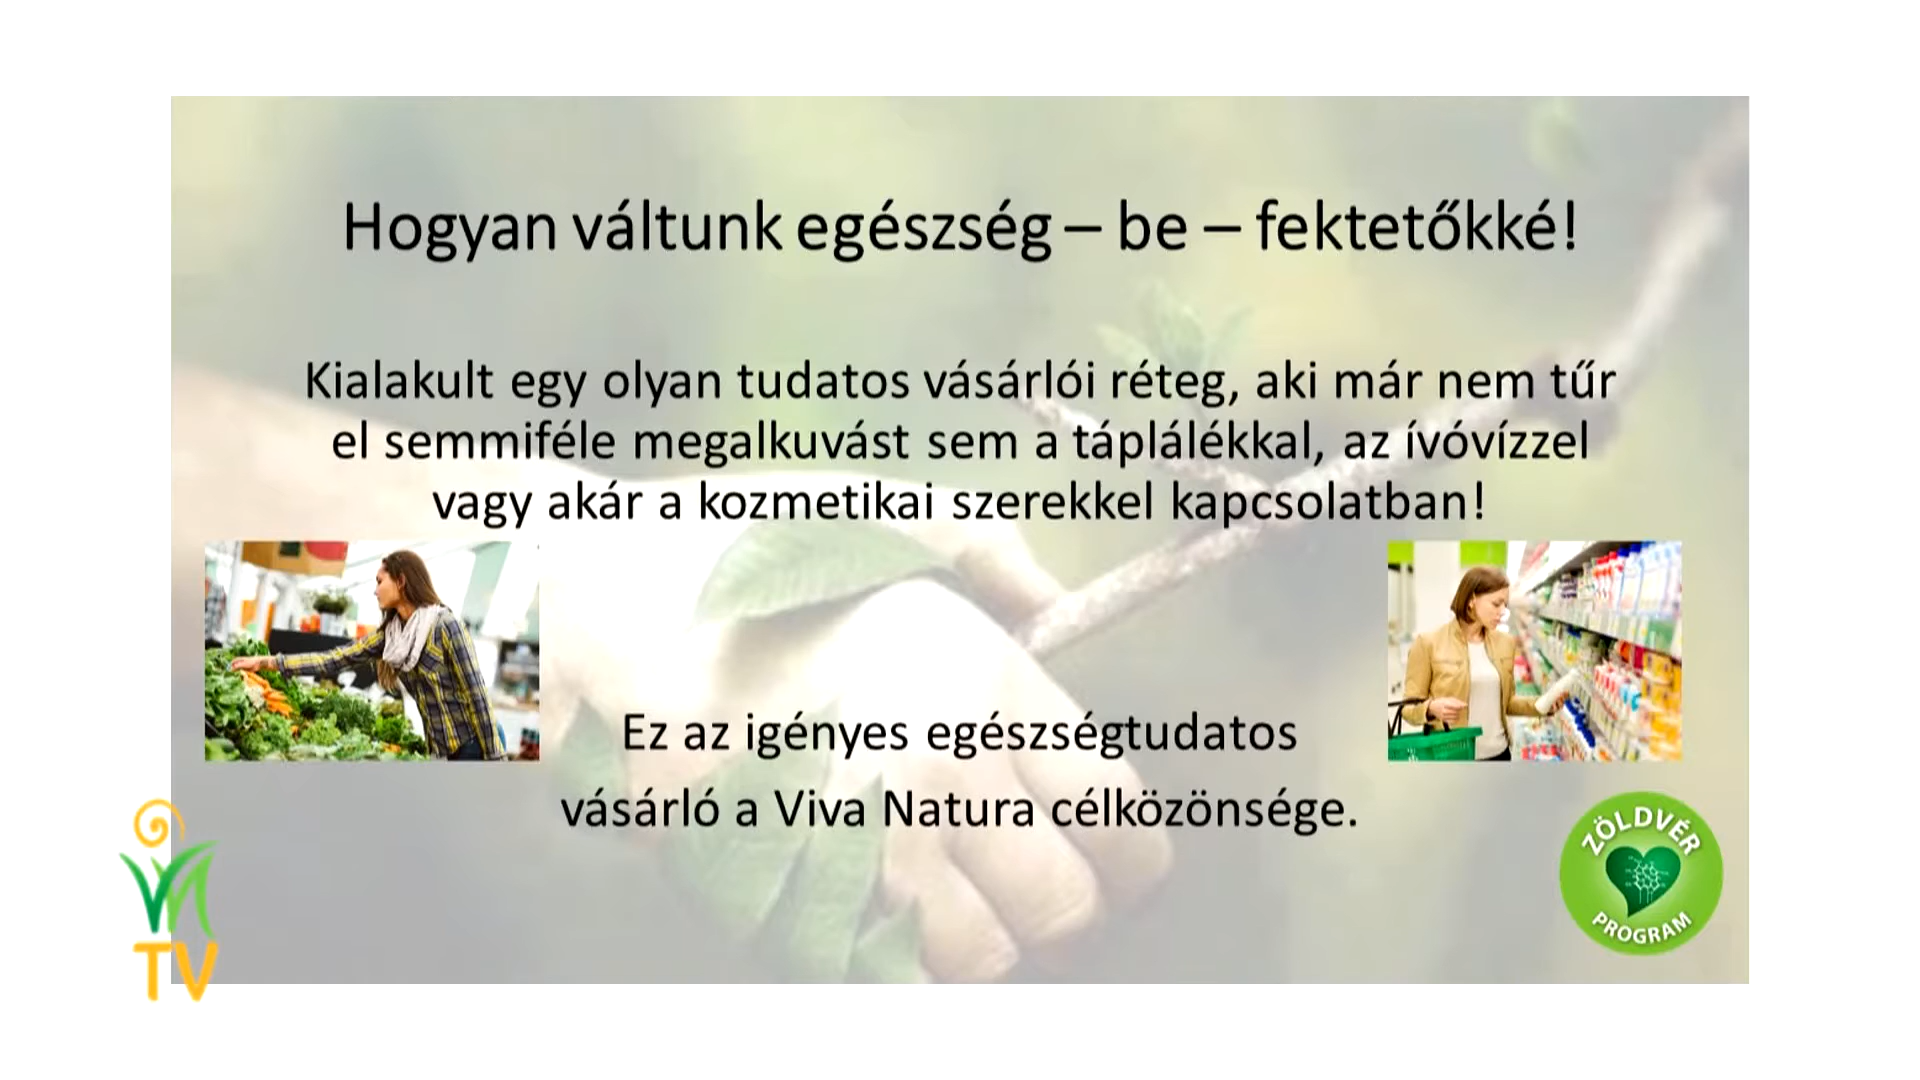 Hogyan váltunk egészség – be – fektetőkké!
Kialakult egy olyan tudatos vásárlói réteg, aki már nem tűr
el semmiféle megalkuvást sem a táplálékkal, az ívóvízzel
vagy akár a kozmetikai szerekkel kapcsolatban!
Ez az igényes egészségtudatos
vásárló a Viva Natura célközönsége.
TV
ZÖLDVÉR
PROGRAM